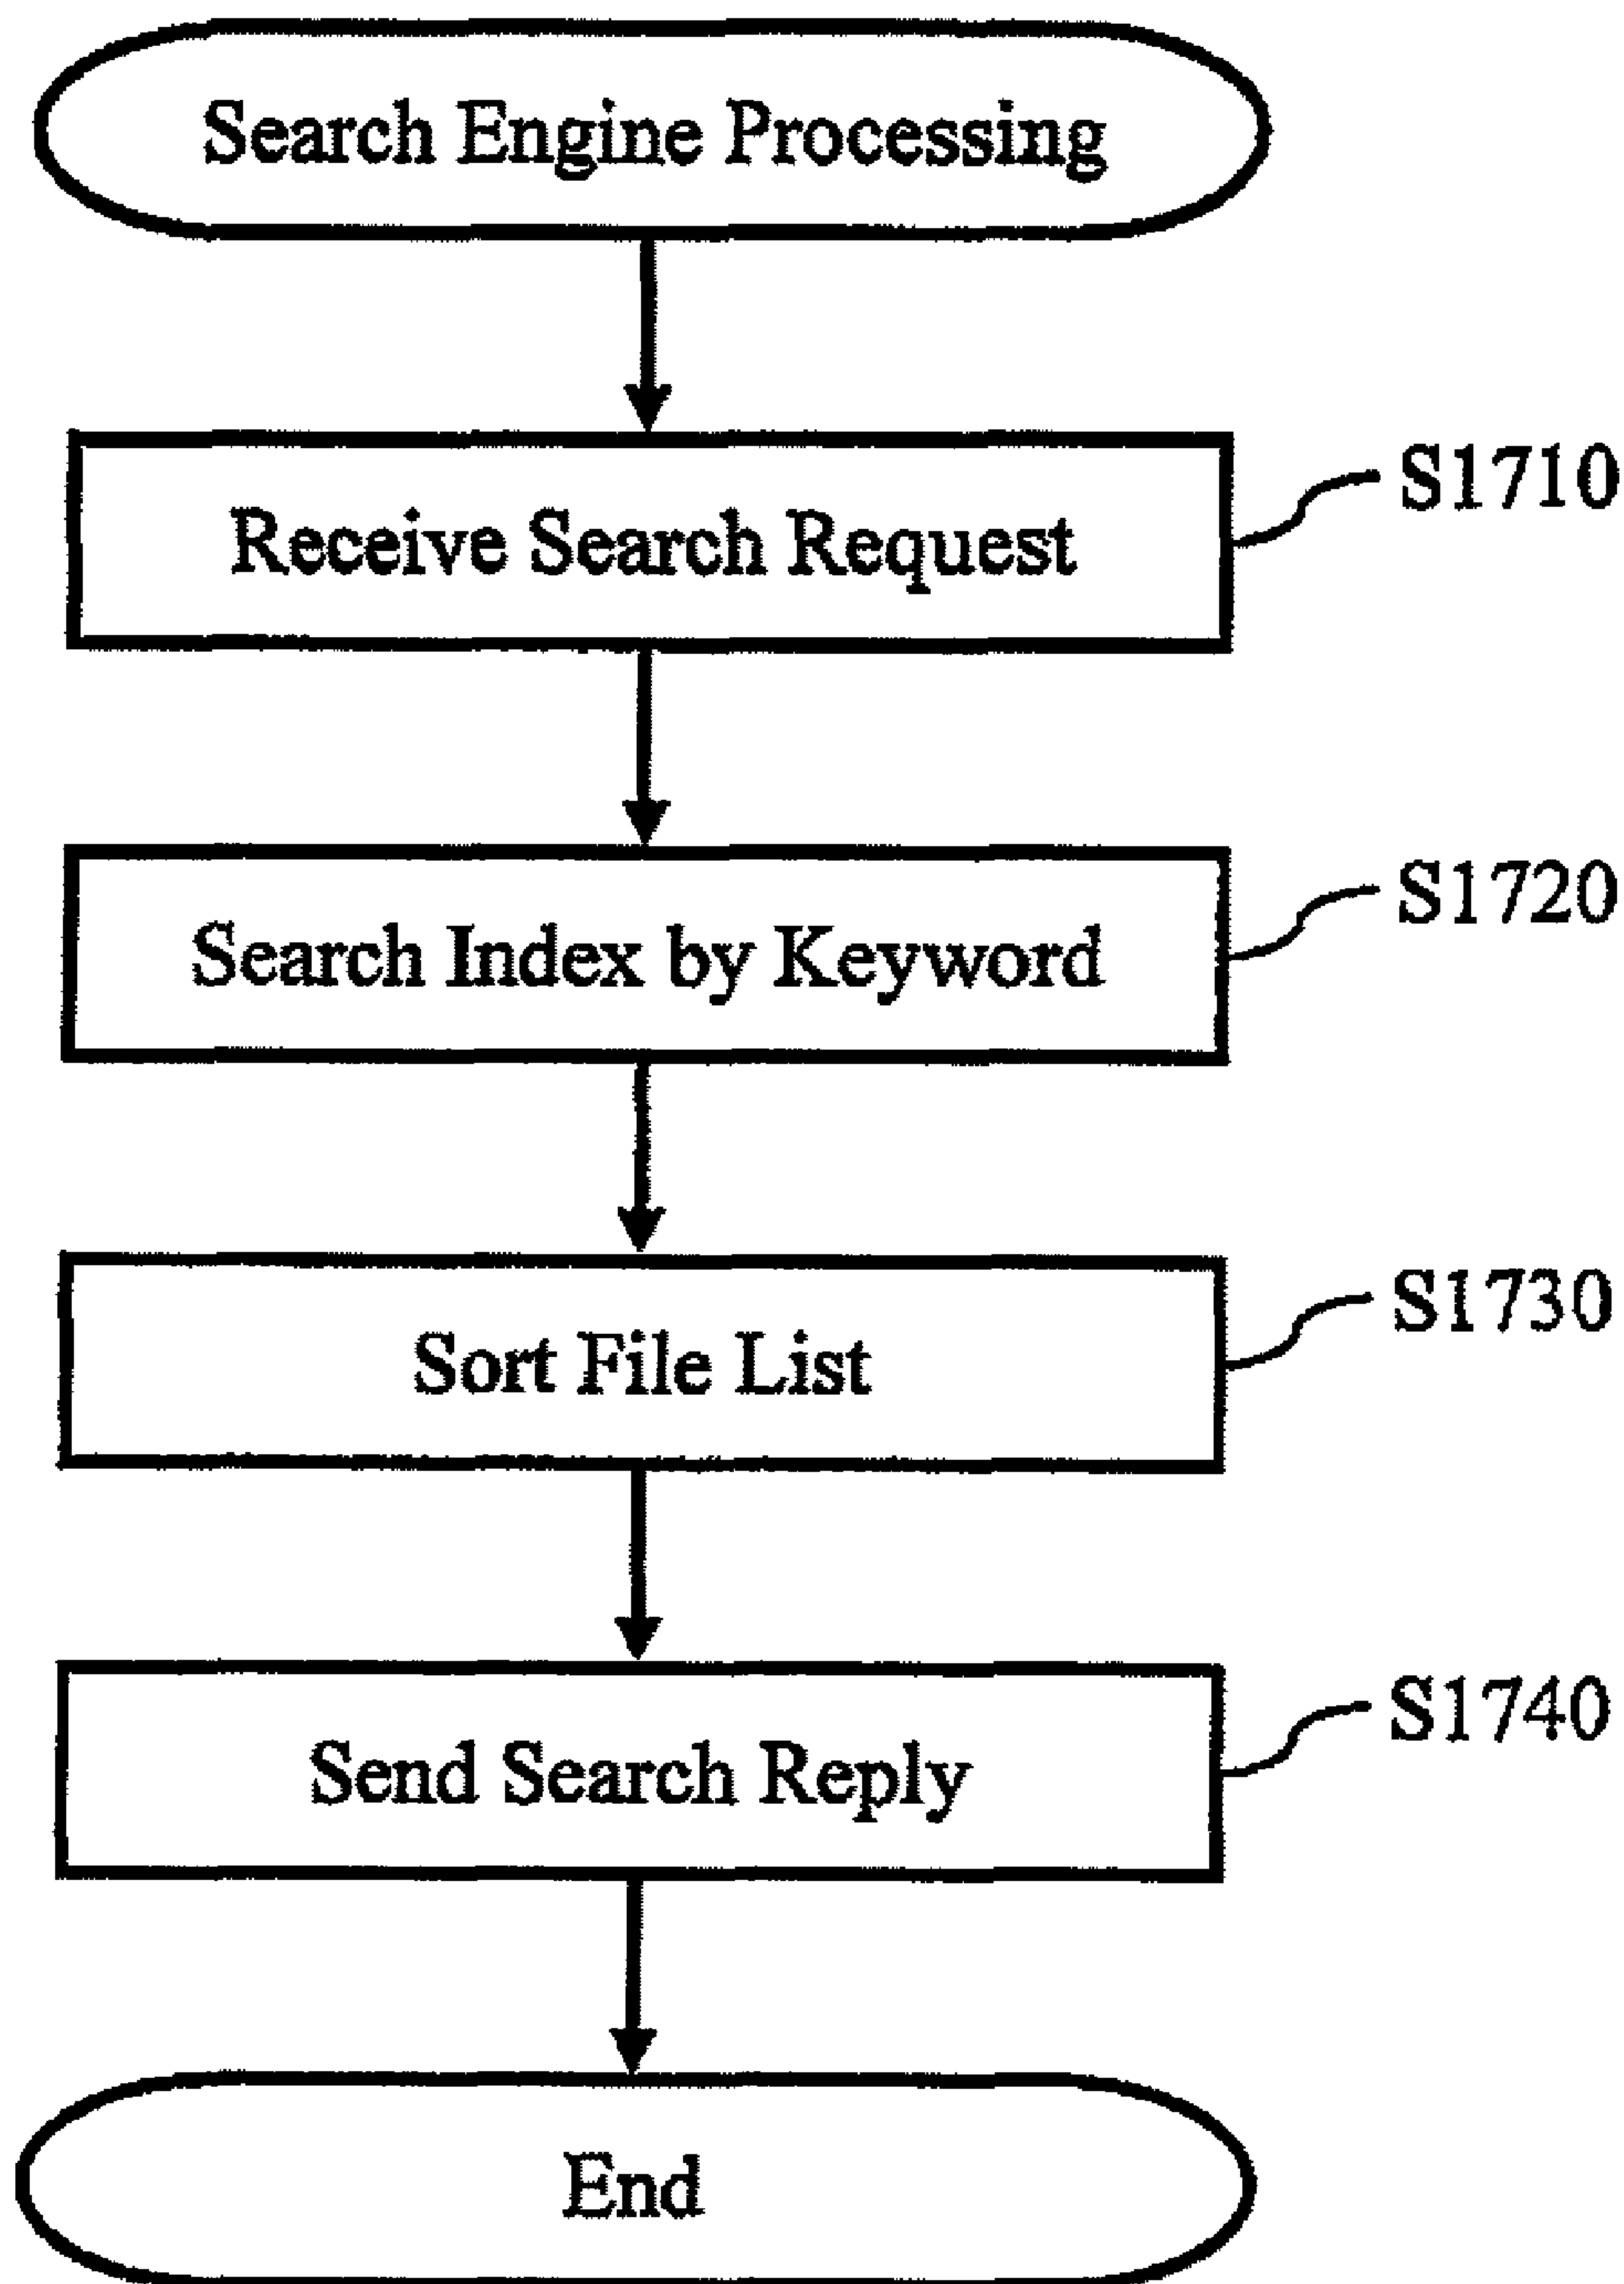 Search Engine Processing
Receive Search Request
S1710
Search Index by Keyword
S1720
Sort File List
S1730
Send Search Reply
S1740
End